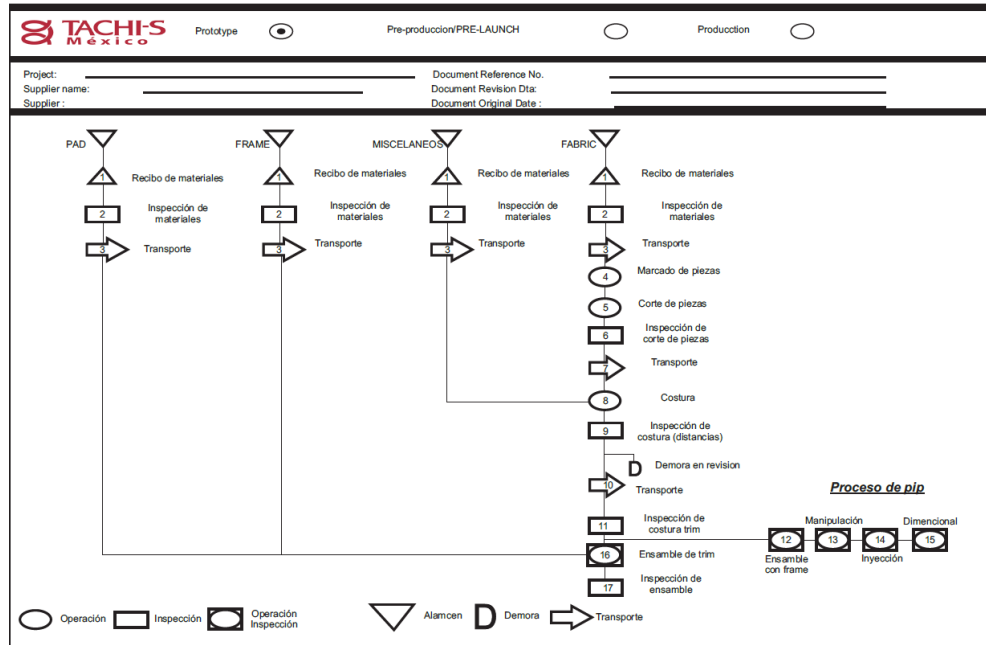 TACHI-S
México
Prototype
Pre-produccion/PRE-LAUNCH
Producction
Project:
Document Reference No.
Supplier name:
Document Revision Dta:
Supplier :
Document Original Date :
PAD
FRAME
MISCELANEOS
FABRIC
1 Recibo de materiales
1 Recibo de materiales
1 Recibo de materiales
1 Recibo de materiales
2 Inspección de
materiales
2 Inspección de
materiales
2 Inspección de
materiales
2 Inspección de
materiales
3 Transporte
3 Transporte
3 Transporte
3 Transporte
4 Marcado de piezas
5 Corte de piezas
6 Inspección de
corte de piezas
7 Transporte
8 Costura
9 Inspección de
costura (distancias)
D Demora en revision
10 Transporte
Proceso de pip
11 Inspección de
costura trim
Manipulación
Dimencional
12
13
14
15
Ensamble
con frame
Inyección
16 Ensamble de trim
17 Inspección de
ensamble
Operación
Inspección
Operación
Inspección
Alamcen
D Demora
Transporte